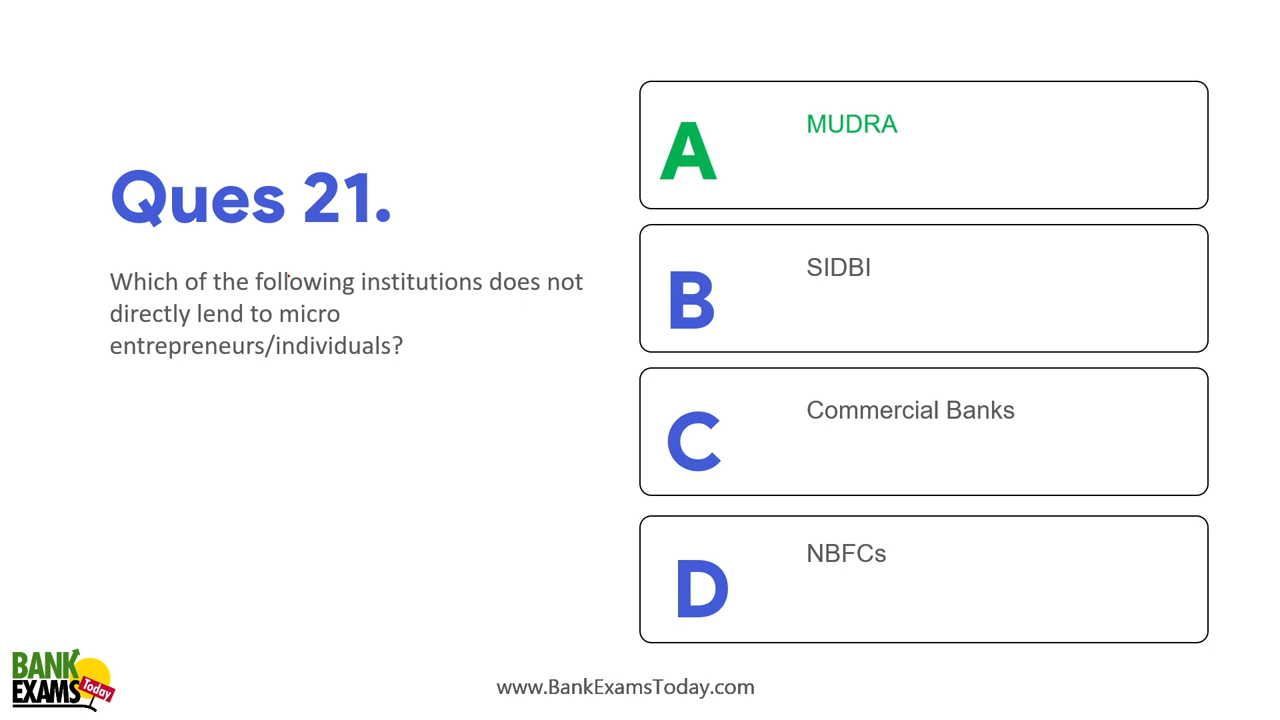 Ques 21.
Which of the following institutions does not
directly lend to micro
entrepreneurs/individuals?
A
MUDRA
B
SIDBI
C
Commercial Banks
D
NBFCs
BANK
EXAMS
Today
www.BankExamsToday.com